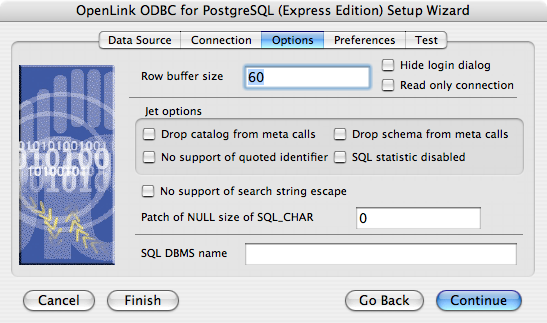 OpenLink ODBC for PostgreSQL (Express Edition) Setup Wizard
Data Source Connection Options Preferences Test
Row buffer size 60 Hide login dialog
Read only connection
Jet options
Drop catalog from meta calls Drop schema from meta calls
No support of quoted identifier SQL statistic disabled
No support of search string escape
Patch of NULL size of SQL_CHAR 0
SQL DBMS name
Cancel Finish Go Back Continue